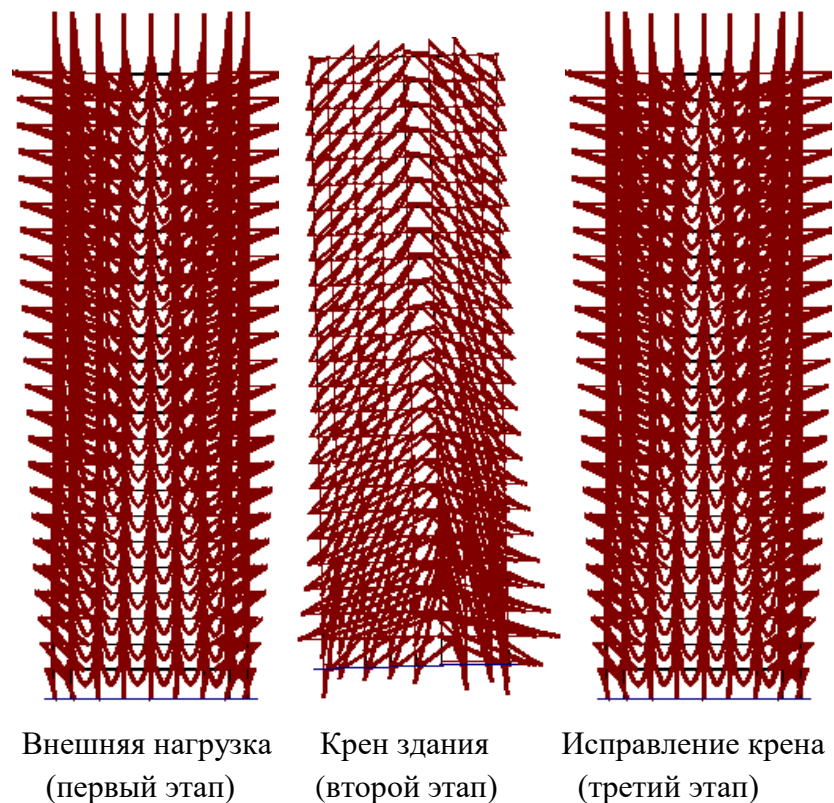 Внешняя нагрузка
(первый этап)
Крен здания
(второй этап)
Исправление крена
(третий этап)